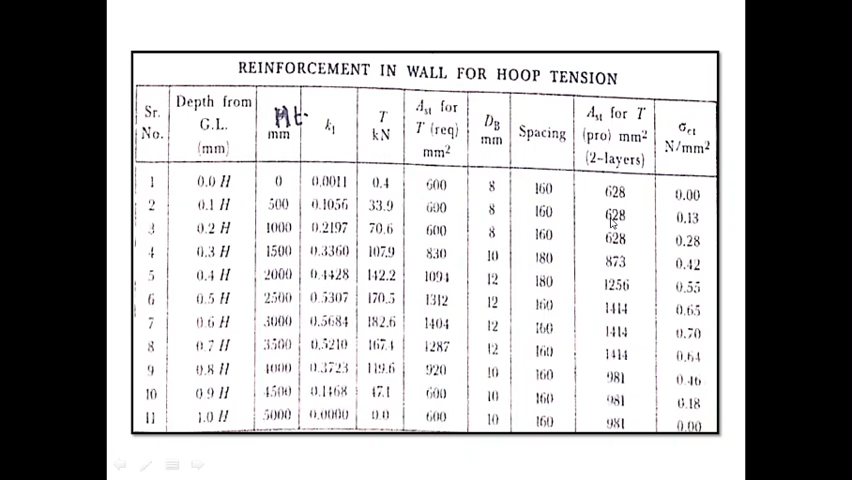 REINFORCEMENT IN WALL FOR HOOP TENSION
Sr. No. Depth from G.L. (mm) Ht. mm k1 T kN Ast for T (req) mm² DB mm Spacing Ast for T (pro) mm² (2-layers) σct N/mm²
1 0.0 H 0 0.0011 0.4 600 8 160 628 0.00
2 0.1 H 500 0.1056 33.9 600 8 160 628 0.13
3 0.2 H 1000 0.2197 70.6 600 8 160 628 0.28
4 0.3 H 1500 0.3360 107.9 830 10 180 873 0.42
5 0.4 H 2000 0.4428 142.2 1094 12 180 1256 0.55
6 0.5 H 2500 0.5307 170.5 1312 12 160 1414 0.65
7 0.6 H 3000 0.5684 182.6 1404 12 160 1414 0.70
8 0.7 H 3500 0.5210 167.4 1287 12 160 1414 0.64
9 0.8 H 4000 0.3723 119.6 920 10 160 981 0.46
10 0.9 H 4500 0.1468 47.1 600 10 160 981 0.18
11 1.0 H 5000 0.0000 0.0 600 10 160 981 0.00